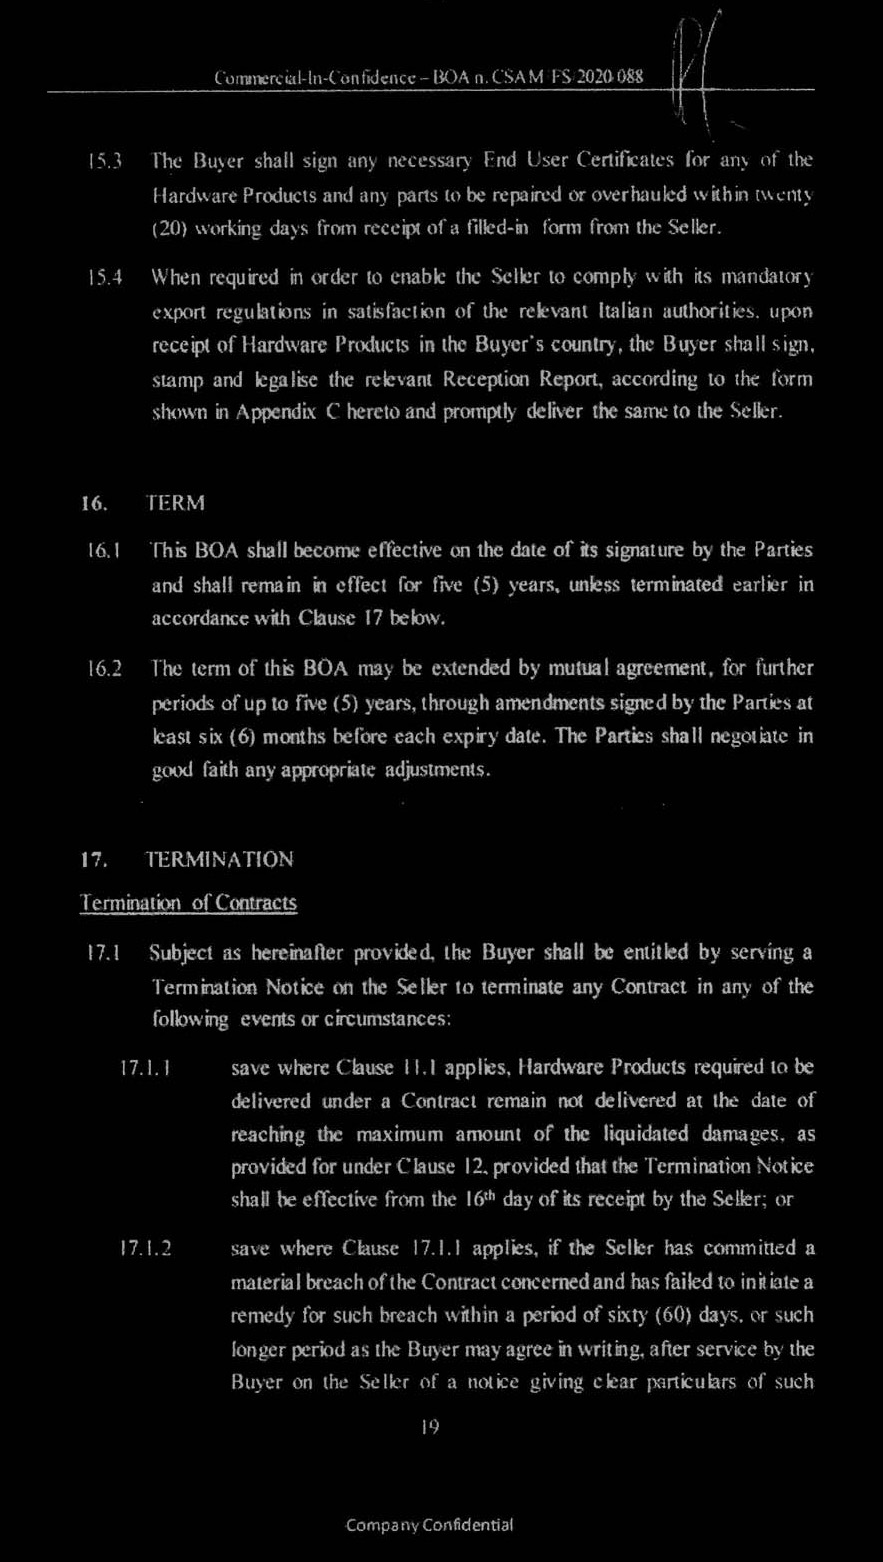 Commercial-In-Confidence – BOA n. CSAM FS 2020 088
15.3 The Buyer shall sign any necessary End User Certificates for any of the
Hardware Products and any parts to be repaired or overhauled within twenty
(20) working days from receipt of a filled-in form from the Seller.
15.4 When required in order to enable the Seller to comply with its mandatory
export regulations in satisfaction of the relevant Italian authorities, upon
receipt of Hardware Products in the Buyer's country, the Buyer shall sign,
stamp and legalise the relevant Reception Report, according to the form
shown in Appendix C hereto and promptly deliver the same to the Seller.
16. TERM
16.1 This BOA shall become effective on the date of its signature by the Parties
and shall remain in effect for five (5) years, unless terminated earlier in
accordance with Clause 17 below.
16.2 The term of this BOA may be extended by mutual agreement, for further
periods of up to five (5) years, through amendments signed by the Parties at
least six (6) months before each expiry date. The Parties shall negotiate in
good faith any appropriate adjustments.
17. TERMINATION
Termination of Contracts
17.1 Subject as hereinafter provided, the Buyer shall be entitled by serving a
Termination Notice on the Seller to terminate any Contract in any of the
following events or circumstances:
17.1.1 save where Clause 11.1 applies, Hardware Products required to be
delivered under a Contract remain not delivered at the date of
reaching the maximum amount of the liquidated damages, as
provided for under Clause 12, provided that the Termination Notice
shall be effective from the 16th day of its receipt by the Seller; or
17.1.2 save where Clause 17.1.1 applies, if the Seller has committed a
material breach of the Contract concerned and has failed to initiate a
remedy for such breach within a period of sixty (60) days, or such
longer period as the Buyer may agree in writing, after service by the
Buyer on the Seller of a notice giving clear particulars of such
19
Company Confidential